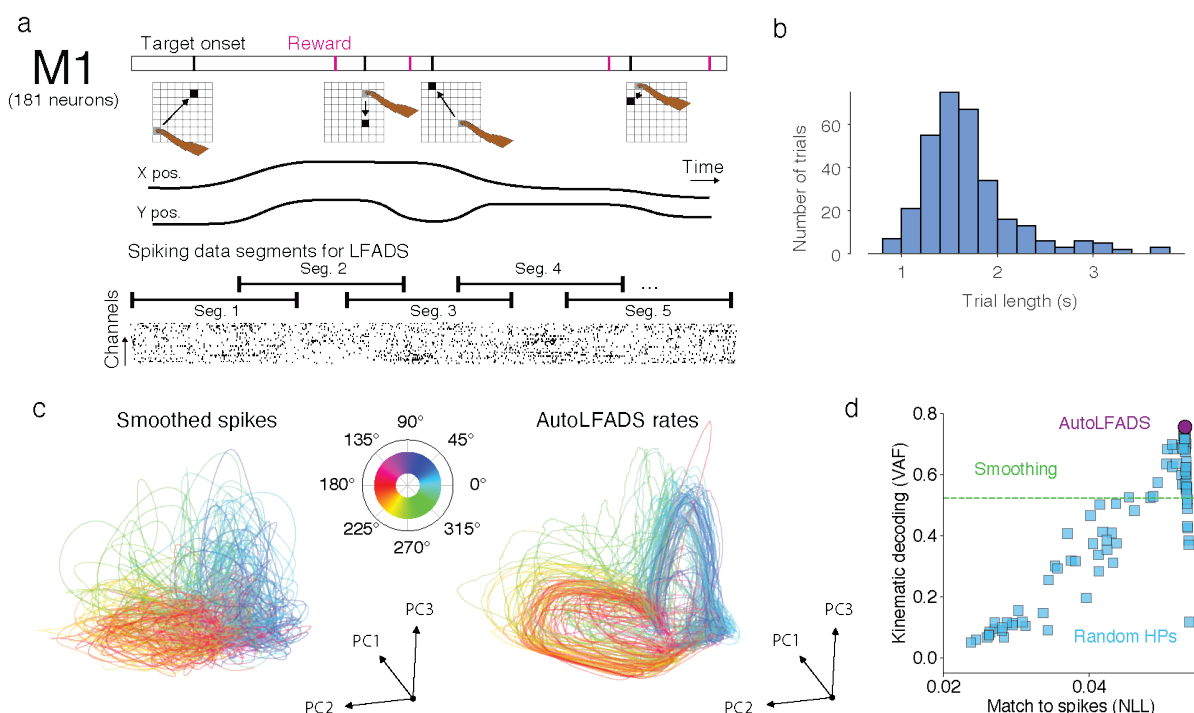 a
M1
(181 neurons)
Target onset
Reward
X pos.
Time
Y pos.
Spiking data segments for LFADS
Seg. 2
Seg. 4
...
Seg. 1
Seg. 3
Seg. 5
Channels
b
Number of trials
60
40
20
0
1
2
3
Trial length (s)
c
Smoothed spikes
90°
135°
45°
180°
0°
225°
315°
270°
AutoLFADS rates
PC3
PC1
PC2
PC3
PC1
PC2
d
Kinematic decoding (VAF)
0.8
0.6
0.4
0.2
0.0
AutoLFADS
Smoothing
Random HPs
0.02
0.04
Match to spikes (NLL)